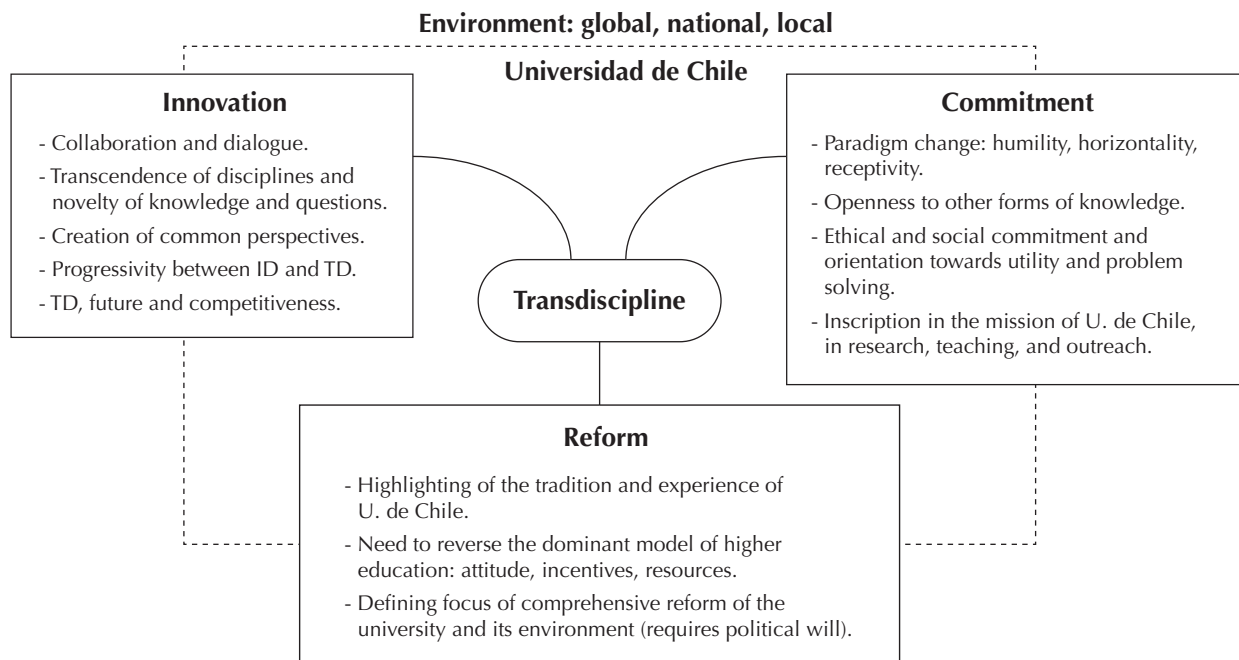 Environment: global, national, local
Universidad de Chile
Innovation
- Collaboration and dialogue.
- Transcendence of disciplines and
novelty of knowledge and questions.
- Creation of common perspectives.
- Progressivity between ID and TD.
- TD, future and competitiveness.
Commitment
- Paradigm change: humility, horizontality,
receptivity.
- Openness to other forms of knowledge.
- Ethical and social commitment and
orientation towards utility and problem
solving.
- Inscription in the mission of U. de Chile,
in research, teaching, and outreach.
Transdiscipline
Reform
- Highlighting of the tradition and experience of
U. de Chile.
- Need to reverse the dominant model of higher
education: attitude, incentives, resources.
- Defining focus of comprehensive reform of the
university and its environment (requires political will).